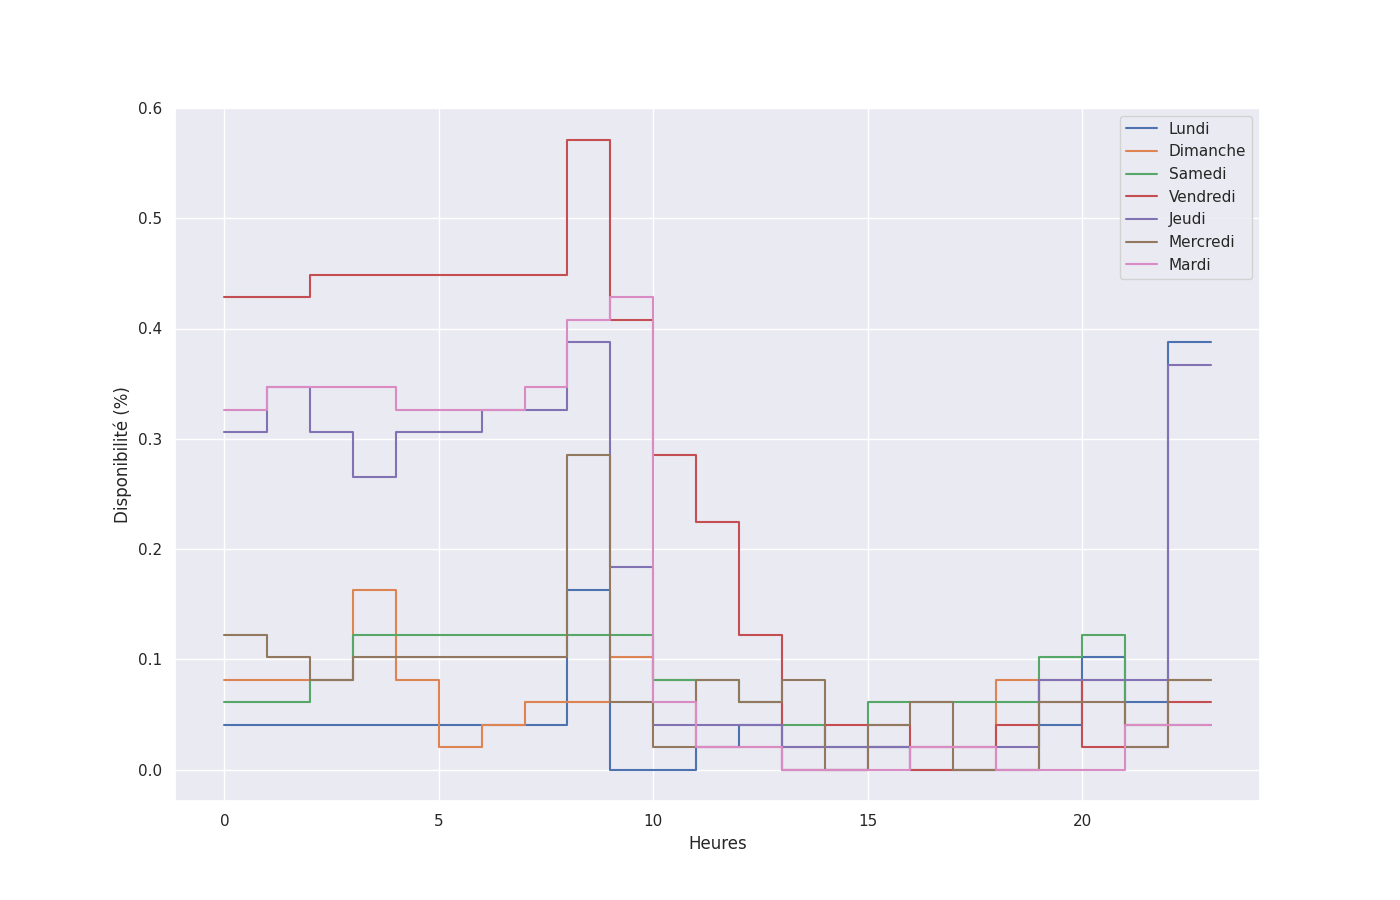 0.6
0.5
0.4
0.3
0.2
0.1
0.0
Disponibilité (%)
0 5 10 15 20
Heures
Lundi
Dimanche
Samedi
Vendredi
Jeudi
Mercredi
Mardi